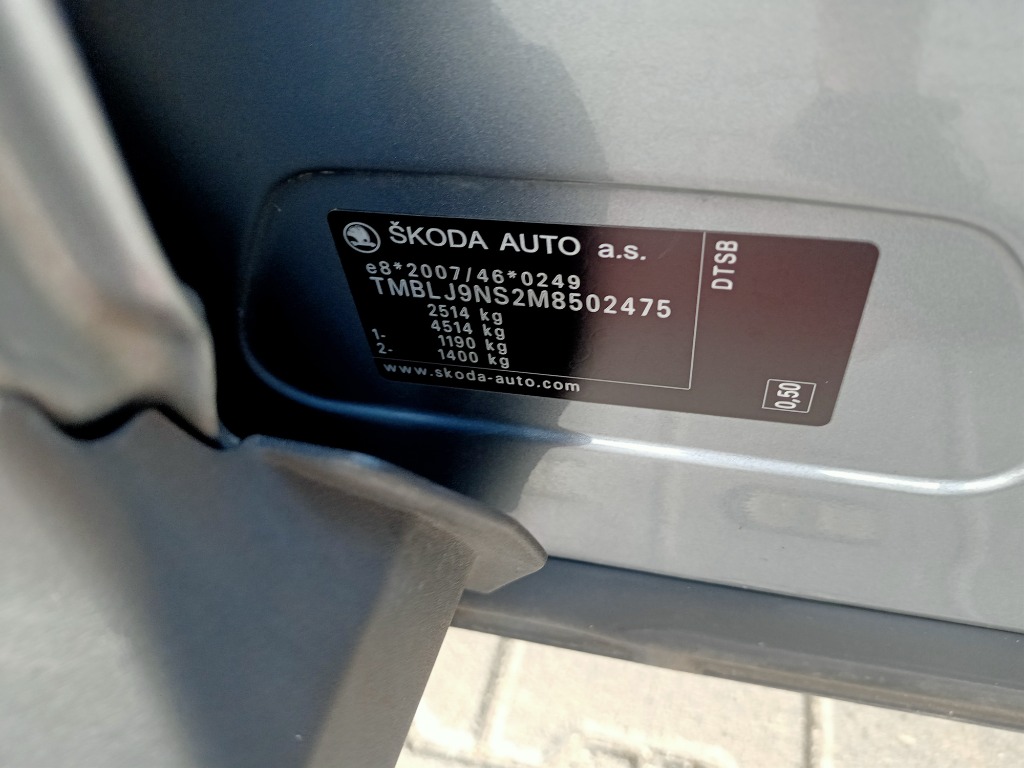 ŠKODA AUTO a.s.
e8*2007/46*0249
TMBLJ9NS2M8502475
2514 kg
4514 kg
1- 1190 kg
2- 1400 kg
www.skoda-auto.com
DTSB
0,50